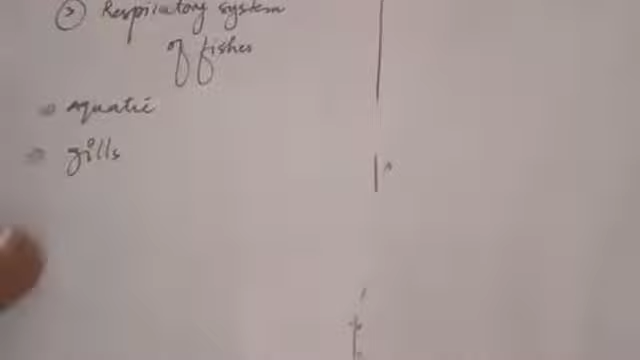 Respiratory system
of fishes
aquatic
gills